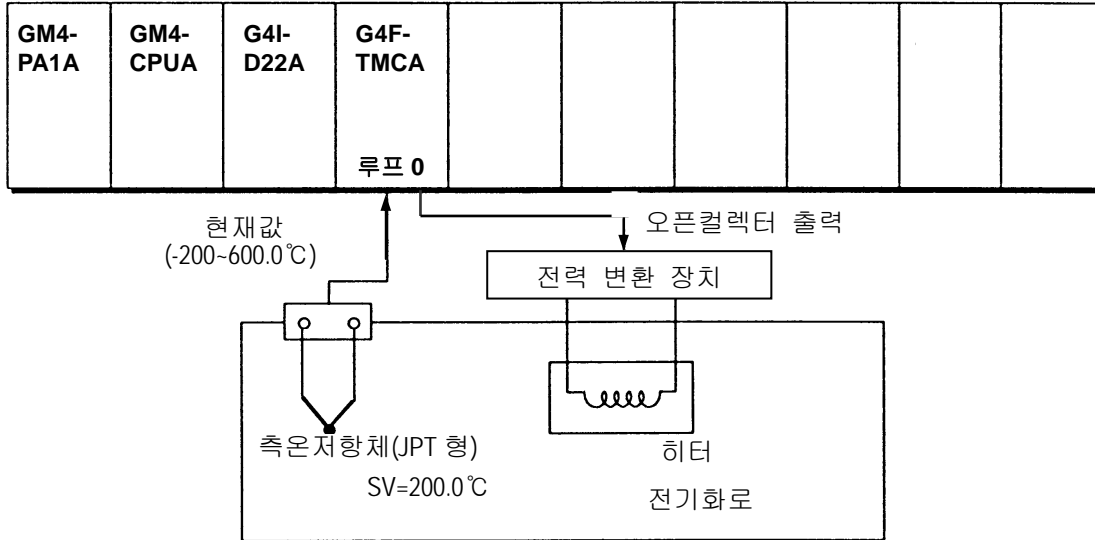 GM4-
PA1A
GM4-
CPUA
G4I-
D22A
G4F-
TMCA
루프 0
현재값
(-200~600.0℃)
오픈컬렉터 출력
전력 변환 장치
측온저항체(JPT 형)
SV=200.0℃
히터
전기화로